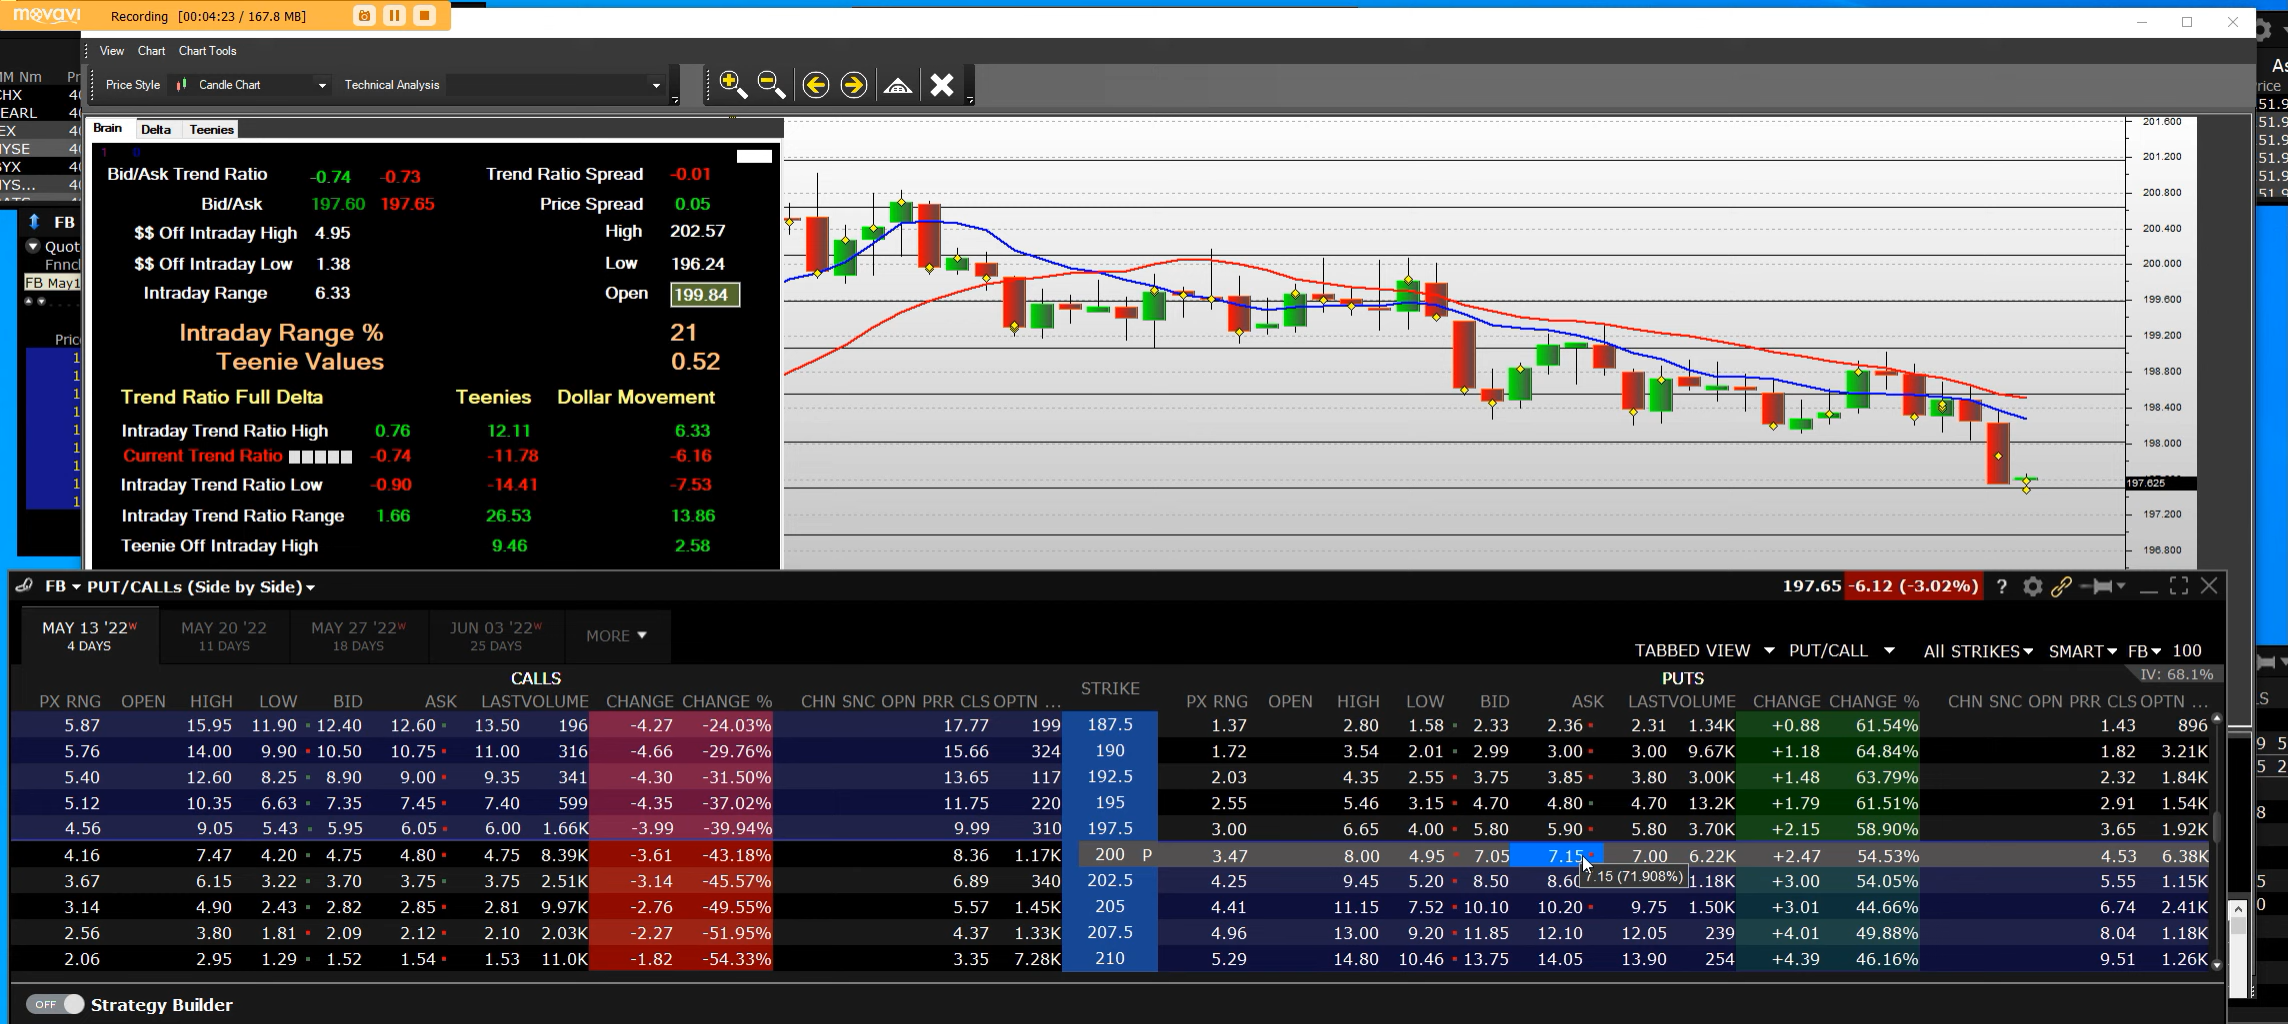 movavi Recording [00:04:23 / 167.8 MB]
View Chart Chart Tools
Price Style Candle Chart Technical Analysis
Brain Delta Teenies
Bid/Ask Trend Ratio -0.74 -0.73 Trend Ratio Spread -0.01
Bid/Ask 197.60 197.65 Price Spread 0.05
$$ Off Intraday High 4.95 High 202.57
$$ Off Intraday Low 1.38 Low 196.24
Intraday Range 6.33 Open 199.84
Intraday Range % 21
Teenie Values 0.52
Trend Ratio Full Delta Teenies Dollar Movement
Intraday Trend Ratio High 0.76 12.11 6.33
Current Trend Ratio -0.74 -11.78 -6.16
Intraday Trend Ratio Low -0.90 -14.41 -7.53
Intraday Trend Ratio Range 1.66 26.53 13.86
Teenie Off Intraday High 9.46 2.58
201.600
201.200
200.800
200.400
200.000
199.600
199.200
198.800
198.400
198.000
197.625
197.200
196.800
FB PUT/CALLs (Side by Side) 197.65 -6.12 (-3.02%) ?
MAY 13 '22W MAY 20 '22 MAY 27 '22W JUN 03 '22W MORE
4 DAYS 11 DAYS 18 DAYS 25 DAYS
TABBED VIEW PUT/CALL All STRIKES SMART FB 100
CALLS STRIKE PUTS IV: 68.1%
PX RNG OPEN HIGH LOW BID ASK LASTVOLUME CHANGE CHANGE % CHN SNC OPN PRR CLS OPTN ... PX RNG OPEN HIGH LOW BID ASK LASTVOLUME CHANGE CHANGE % CHN SNC OPN PRR CLS OPTN ...
5.87 15.95 11.90 12.40 12.60 13.50 196 -4.27 -24.03% 17.77 199 187.5 1.37 2.80 1.58 2.33 2.36 2.31 1.34K +0.88 61.54% 1.43 896
5.76 14.00 9.90 10.50 10.75 11.00 316 -4.66 -29.76% 15.66 324 190 1.72 3.54 2.01 2.99 3.00 3.00 9.67K +1.18 64.84% 1.82 3.21K
5.40 12.60 8.25 8.90 9.00 9.35 341 -4.30 -31.50% 13.65 117 192.5 2.03 4.35 2.55 3.75 3.85 3.80 3.00K +1.48 63.79% 2.32 1.84K
5.12 10.35 6.63 7.35 7.45 7.40 599 -4.35 -37.02% 11.75 220 195 2.55 5.46 3.15 4.70 4.80 4.70 13.2K +1.79 61.51% 2.91 1.54K
4.56 9.05 5.43 5.95 6.05 6.00 1.66K -3.99 -39.94% 9.99 310 197.5 3.00 6.65 4.00 5.80 5.90 5.80 3.70K +2.15 58.90% 3.65 1.92K
4.16 7.47 4.20 4.75 4.80 4.75 8.39K -3.61 -43.18% 8.36 1.17K 200 P 3.47 8.00 4.95 7.05 7.15 7.00 6.22K +2.47 54.53% 4.53 6.38K
7.15 (71.908%)
3.67 6.15 3.22 3.70 3.75 3.75 2.51K -3.14 -45.57% 6.89 340 202.5 4.25 9.45 5.20 8.50 8.60 1.18K +3.00 54.05% 5.55 1.15K
3.14 4.90 2.43 2.82 2.85 2.81 9.97K -2.76 -49.55% 5.57 1.45K 205 4.41 11.15 7.52 10.10 10.20 9.75 1.50K +3.01 44.66% 6.74 2.41K
2.56 3.80 1.81 2.09 2.12 2.10 2.03K -2.27 -51.95% 4.37 1.33K 207.5 4.96 13.00 9.20 11.85 12.10 12.05 239 +4.01 49.88% 8.04 1.18K
2.06 2.95 1.29 1.52 1.54 1.53 11.0K -1.82 -54.33% 3.35 7.28K 210 5.29 14.80 10.46 13.75 14.05 13.90 254 +4.39 46.16% 9.51 1.26K
OFF Strategy Builder